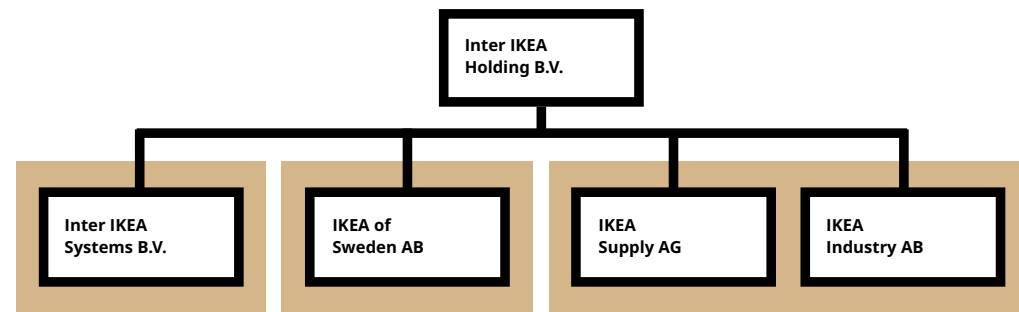 Inter IKEA
Holding B.V.
Inter IKEA
Systems B.V.
IKEA of
Sweden AB
IKEA
Supply AG
IKEA
Industry AB